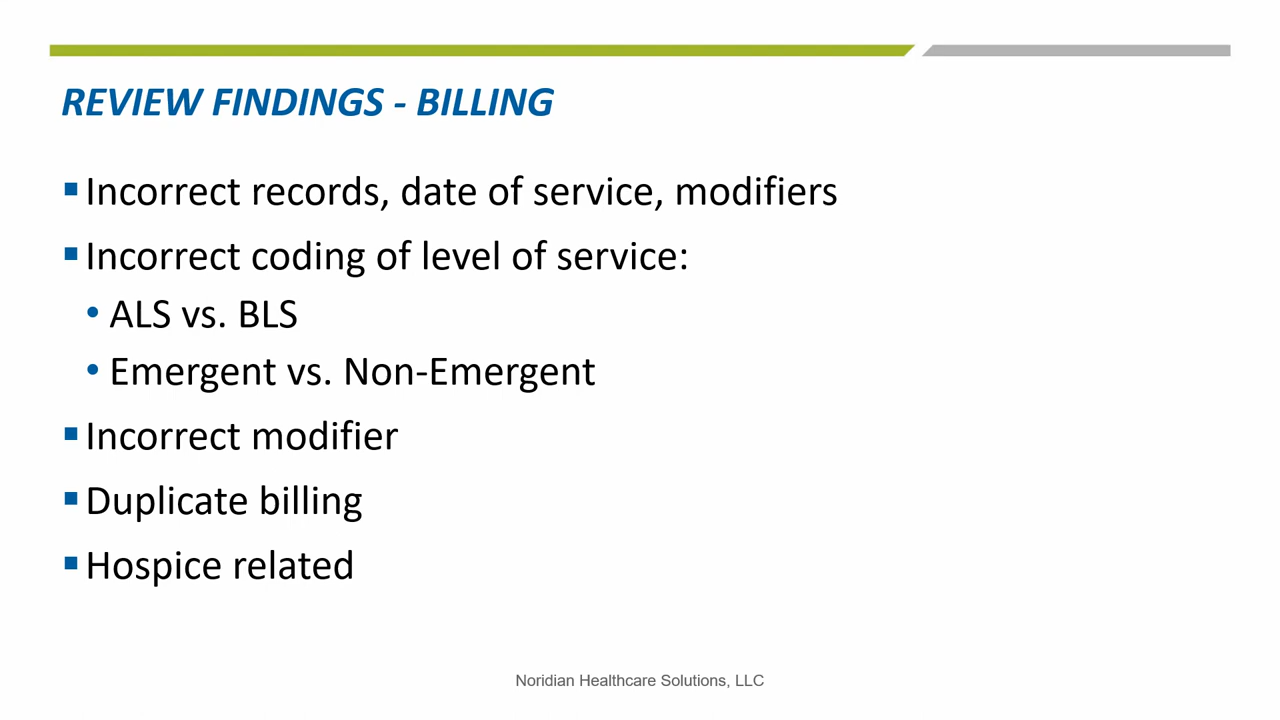 REVIEW FINDINGS - BILLING
Incorrect records, date of service, modifiers
Incorrect coding of level of service:
ALS vs. BLS
Emergent vs. Non-Emergent
Incorrect modifier
Duplicate billing
Hospice related
Noridian Healthcare Solutions, LLC